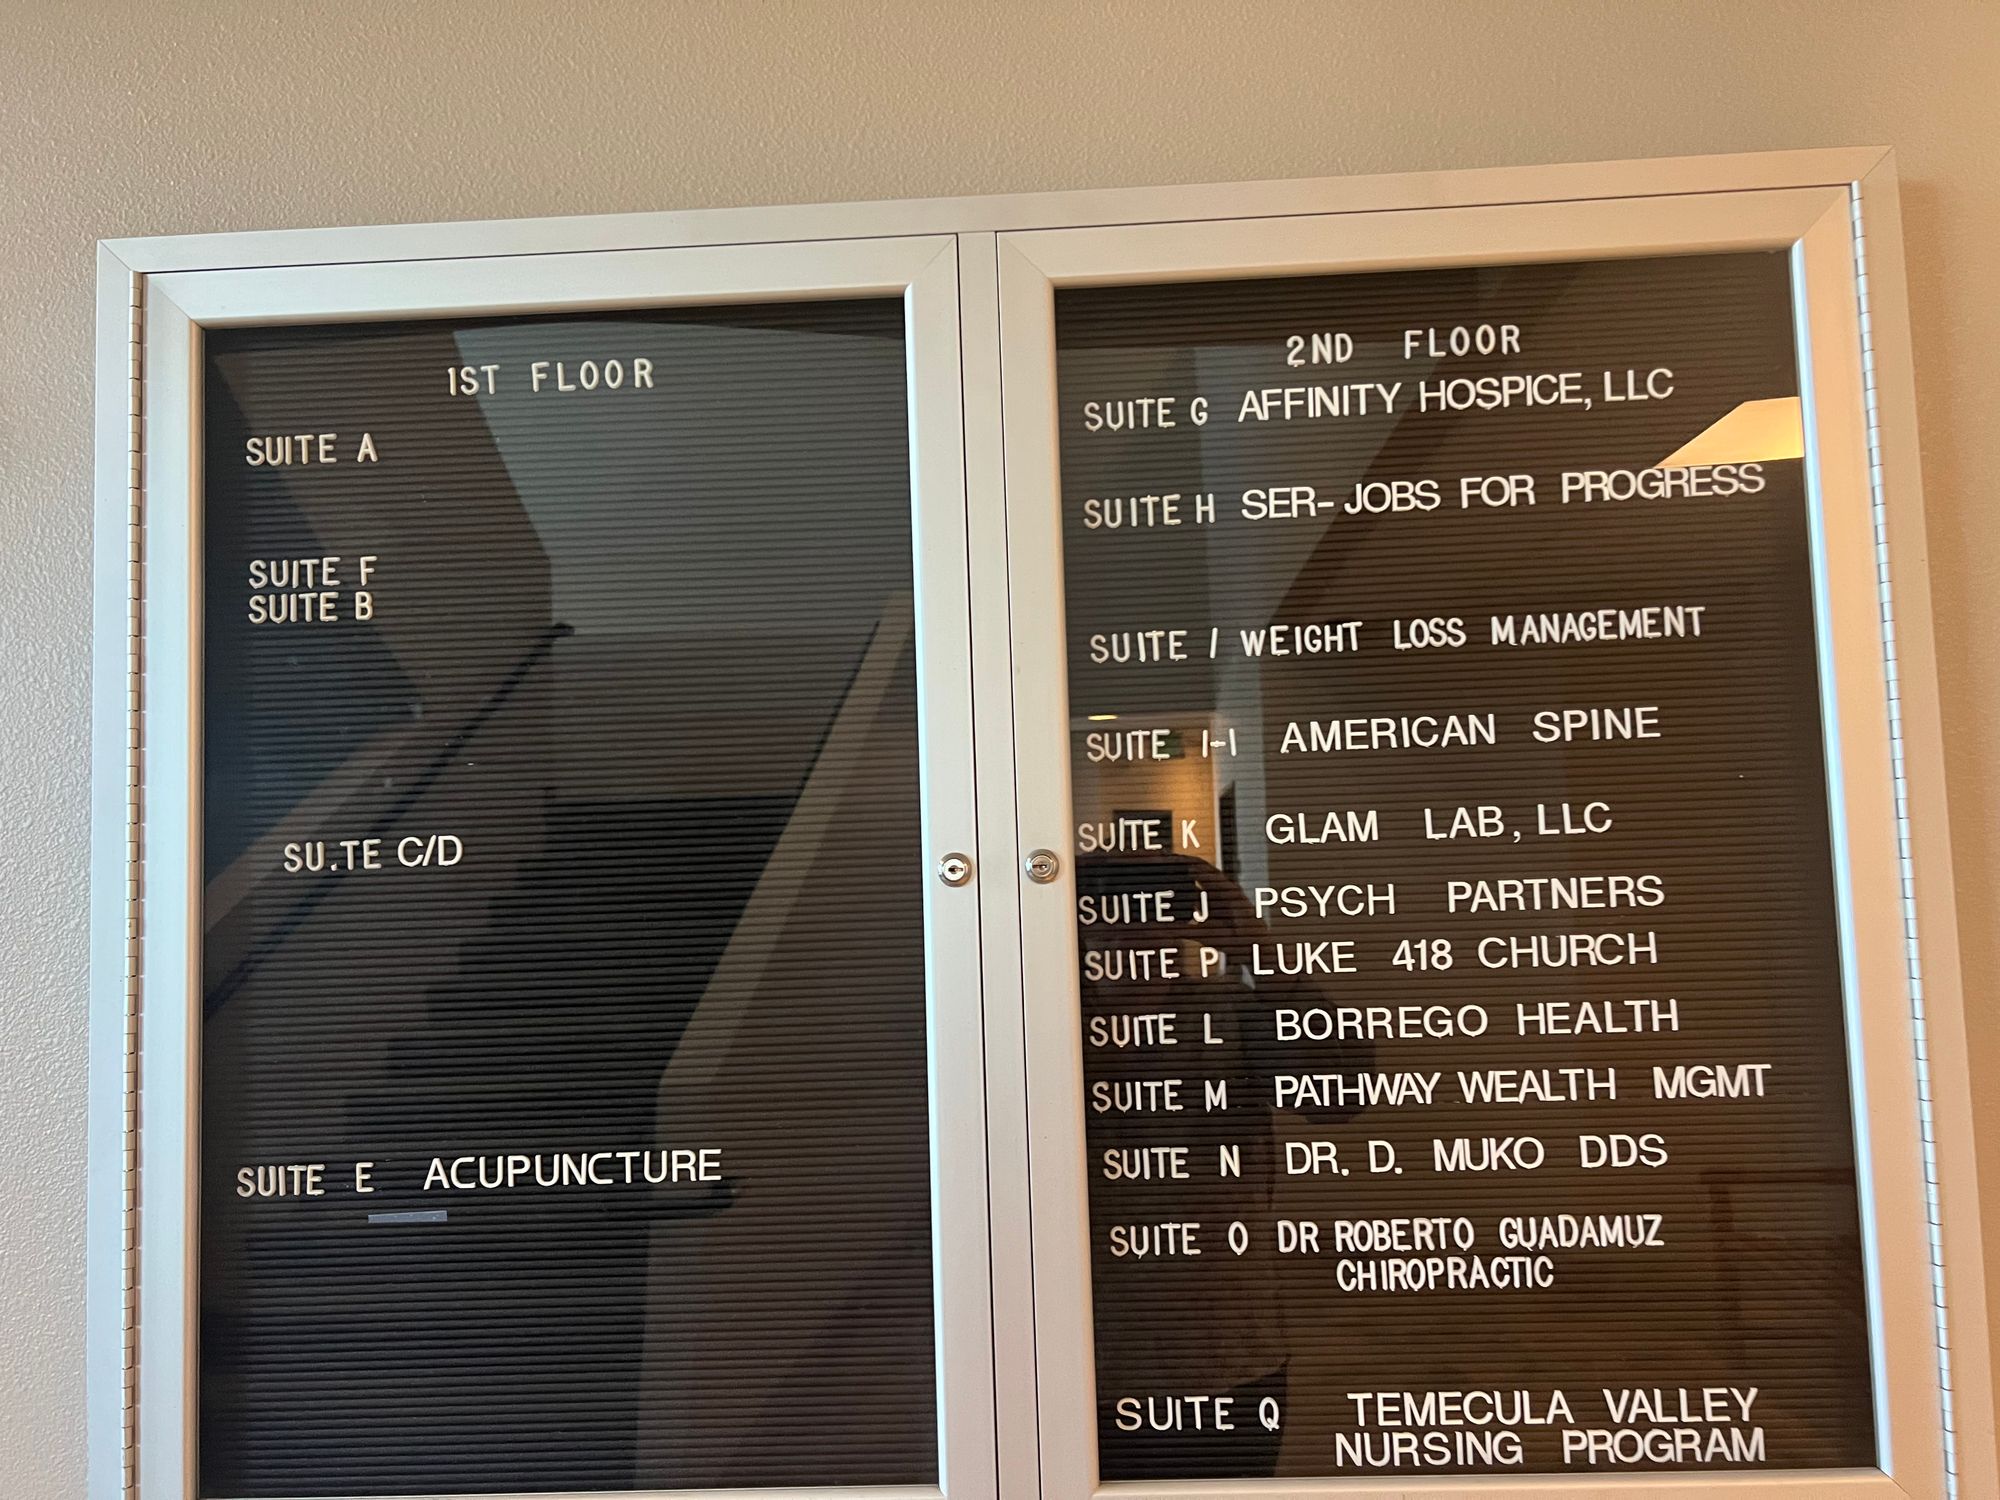 1ST FLOOR
SUITE A
SUITE F
SUITE B
SU.TE C/D
SUITE E ACUPUNCTURE
2ND FLOOR
SUITE G AFFINITY HOSPICE, LLC
SUITE H SER-JOBS FOR PROGRESS
SUITE I WEIGHT LOSS MANAGEMENT
SUITE I-I AMERICAN SPINE
SUITE K GLAM LAB, LLC
SUITE J PSYCH PARTNERS
SUITE P LUKE 418 CHURCH
SUITE L BORREGO HEALTH
SUITE M PATHWAY WEALTH MGMT
SUITE N DR. D. MUKO DDS
SUITE O DR ROBERTO GUADAMUZ
CHIROPRACTIC
SUITE Q TEMECULA VALLEY
NURSING PROGRAM